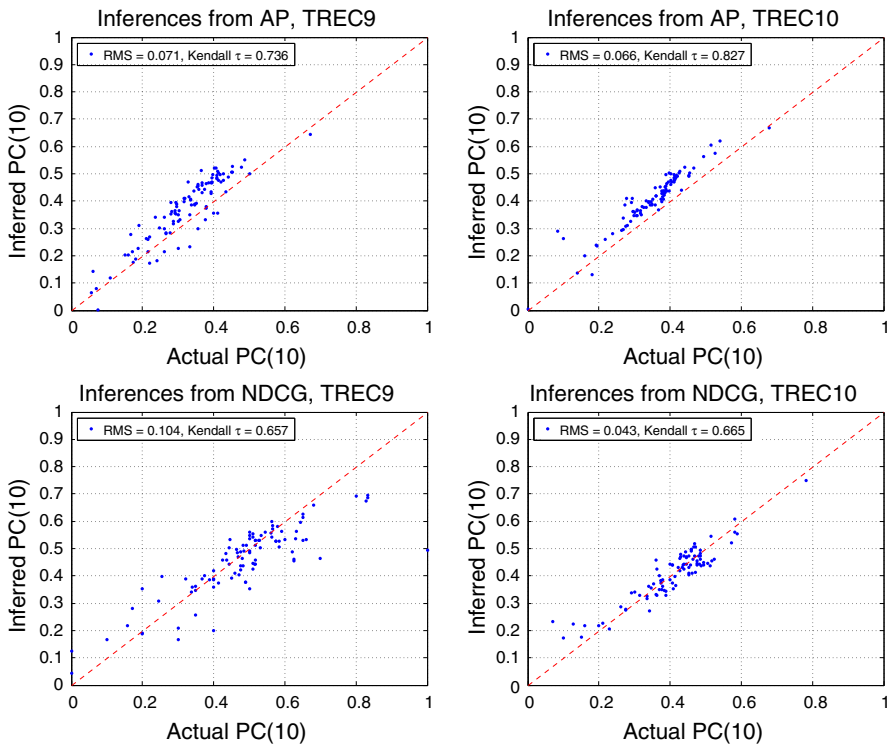 Inferences from AP, TREC9
RMS = 0.071, Kendall τ = 0.736
1
0.9
0.8
0.7
0.6
0.5
0.4
0.3
0.2
0.1
0
Inferred PC(10)
0 0.2 0.4 0.6 0.8 1
Actual PC(10)
Inferences from AP, TREC10
RMS = 0.066, Kendall τ = 0.827
1
0.9
0.8
0.7
0.6
0.5
0.4
0.3
0.2
0.1
0
Inferred PC(10)
0 0.2 0.4 0.6 0.8 1
Actual PC(10)
Inferences from NDCG, TREC9
RMS = 0.104, Kendall τ = 0.657
1
0.9
0.8
0.7
0.6
0.5
0.4
0.3
0.2
0.1
0
Inferred PC(10)
0 0.2 0.4 0.6 0.8 1
Actual PC(10)
Inferences from NDCG, TREC10
RMS = 0.043, Kendall τ = 0.665
1
0.9
0.8
0.7
0.6
0.5
0.4
0.3
0.2
0.1
0
Inferred PC(10)
0 0.2 0.4 0.6 0.8 1
Actual PC(10)